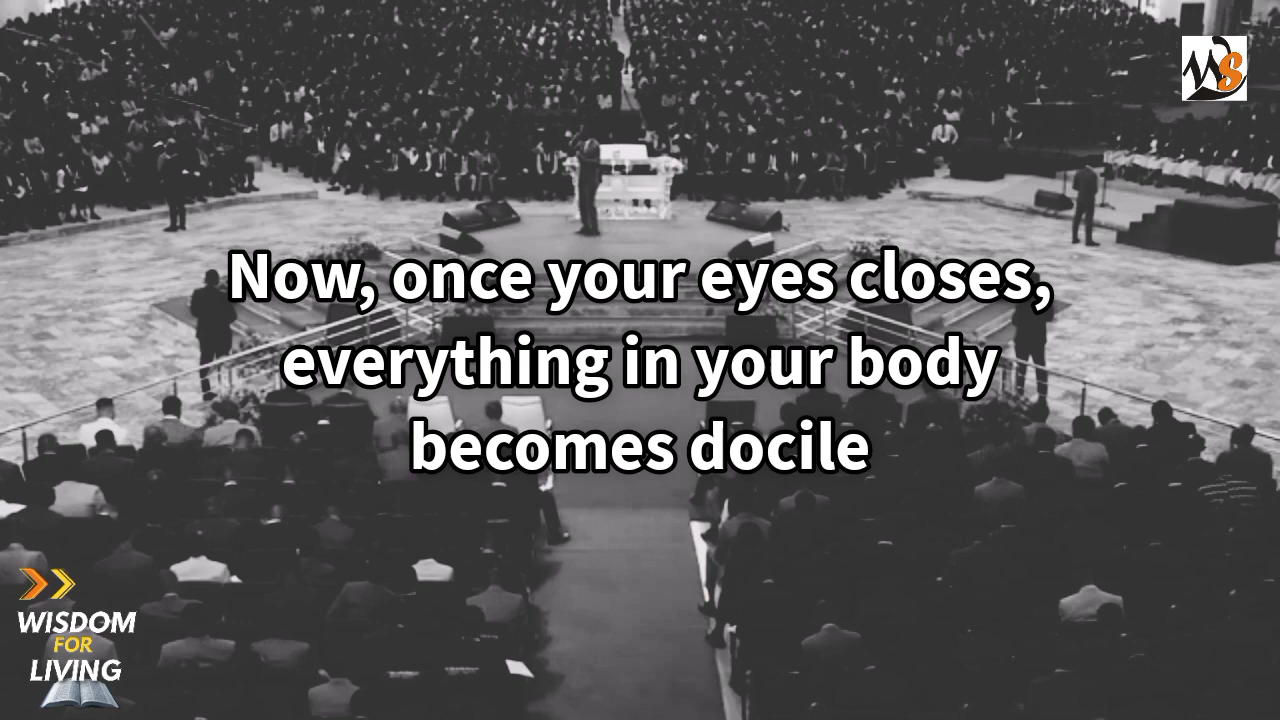 Now, once your eyes closes,
everything in your body
becomes docile
WISDOM
FOR
LIVING